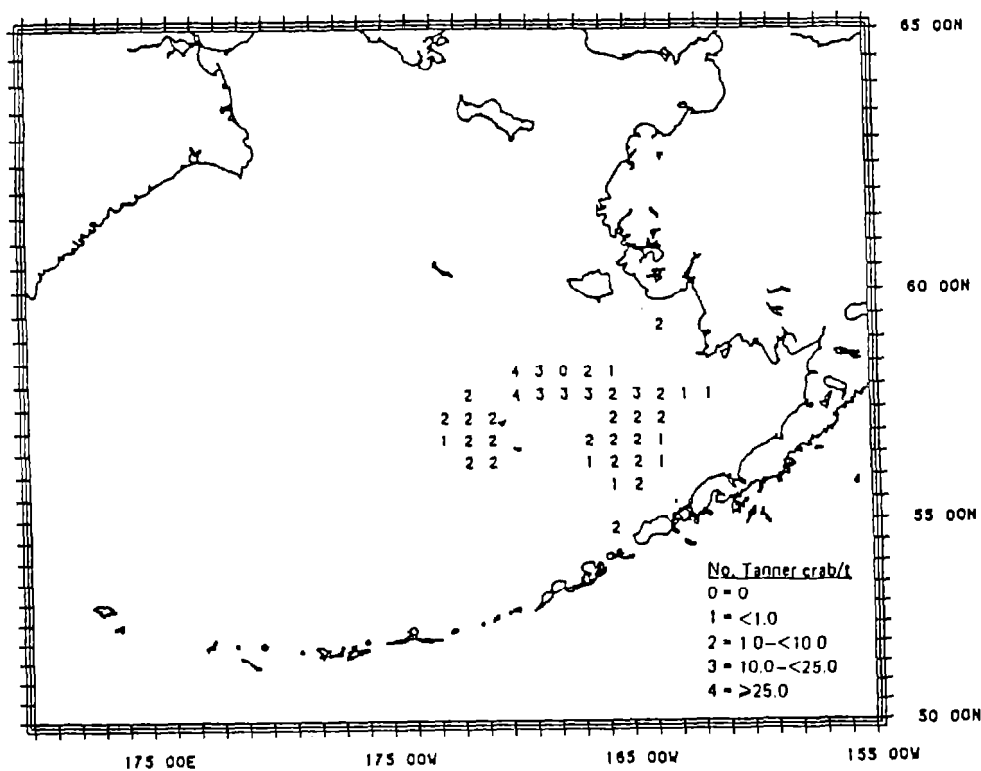 65 00N
60 00N
2
4 3 0 2 1
2 4 3 3 3 2 3 2 1 1
2 2 2 2 2 2
1 2 2 2 2 2 1
2 2 1 2 2 1
1 2
55 00N
2
No. Tanner crab/t
0 = 0
1 = <1.0
2 = 1.0-<10.0
3 = 10.0-<25.0
4 = >25.0
50 00N
175 00E 175 00W 165 00W 155 00W